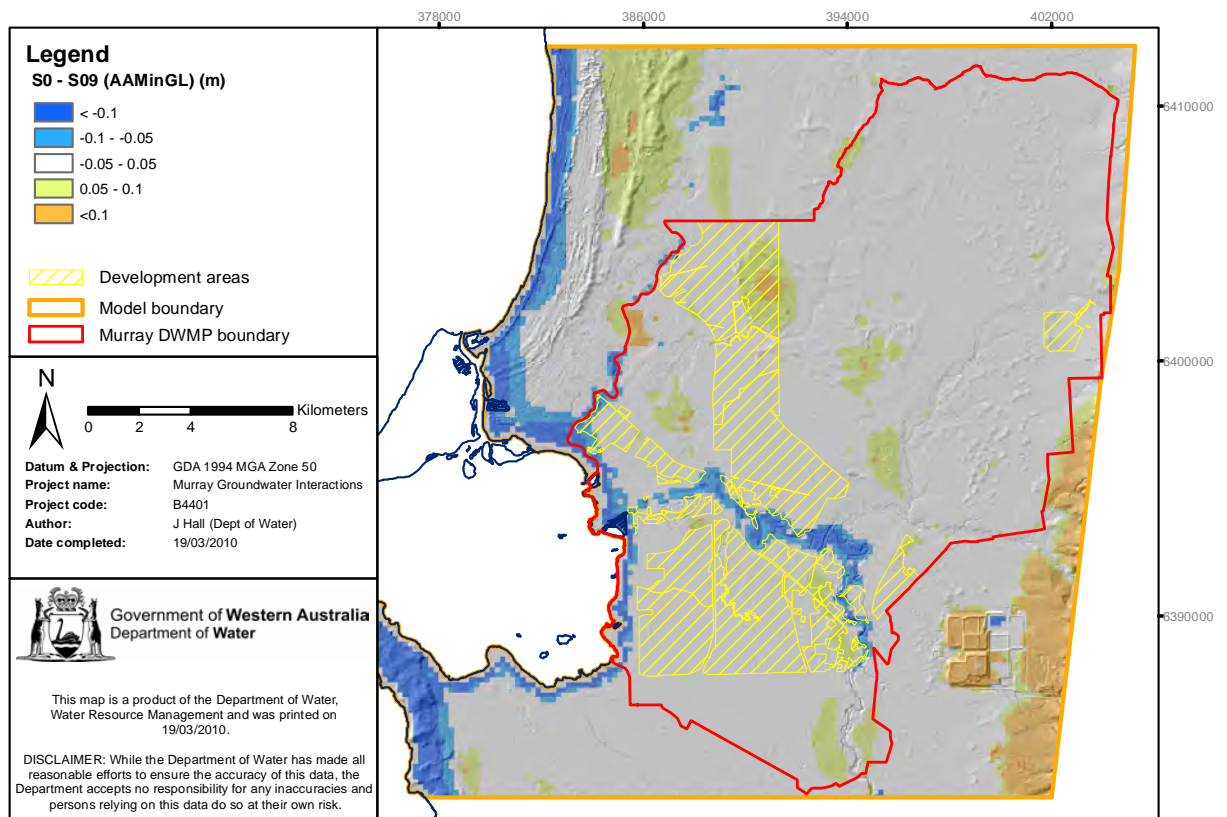 378000
386000
394000
402000
Legend
S0 - S09 (AAMinGL) (m)
< -0.1
-0.1 - -0.05
-0.05 - 0.05
0.05 - 0.1
<0.1
Development areas
Model boundary
Murray DWMP boundary
N
Kilometers
0 2 4 8
Datum & Projection: GDA 1994 MGA Zone 50
Project name: Murray Groundwater Interactions
Project code: B4401
Author: J Hall (Dept of Water)
Date completed: 19/03/2010
Government of Western Australia
Department of Water
This map is a product of the Department of Water,
Water Resource Management and was printed on
19/03/2010.
DISCLAIMER: While the Department of Water has made all
reasonable efforts to ensure the accuracy of this data, the
Department accepts no responsibility for any inaccuracies and
persons relying on this data do so at their own risk.
6410000
6400000
6390000